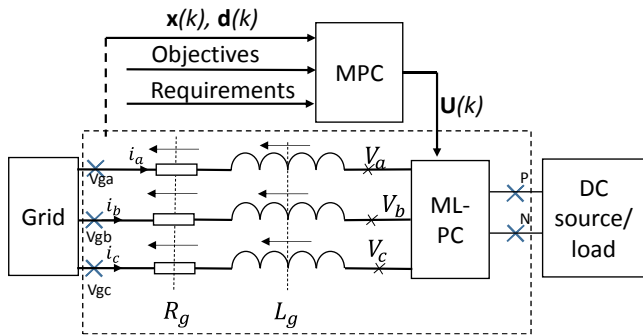 x(k), d(k)
Objectives
Requirements
MPC
U(k)
Grid
Vga
Vgb
Vgc
i_a
i_b
i_c
R_g
L_g
V_a
V_b
V_c
ML-
PC
P
N
DC
source/
load